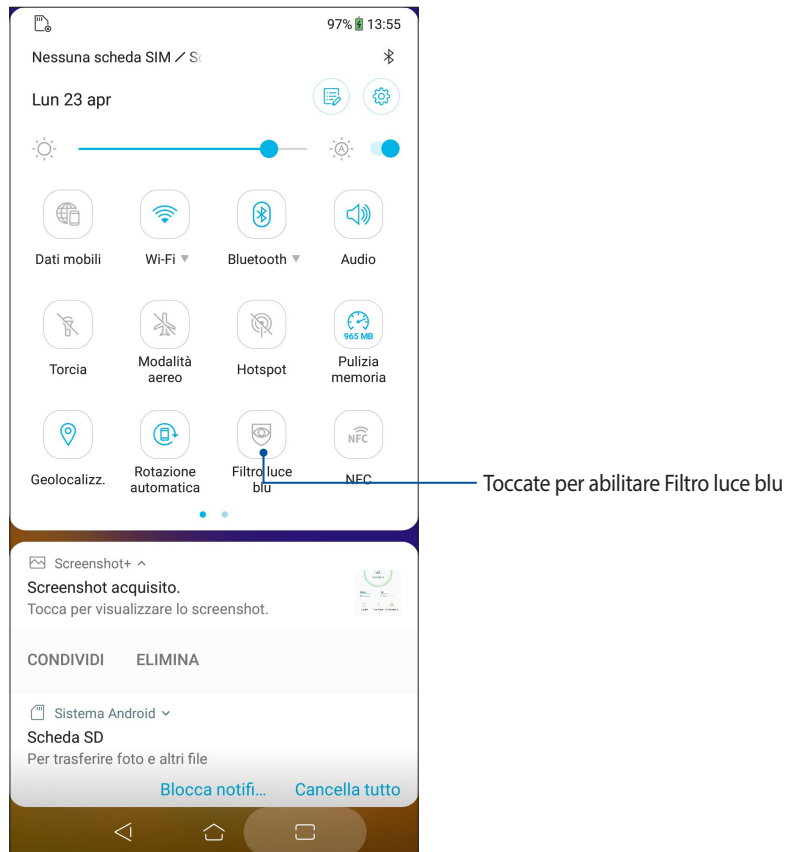 97% 13:55
Nessuna scheda SIM / Sc
Lun 23 apr
A
Dati mobili Wi-Fi Bluetooth Audio
965 MB
Torcia Modalità aereo Hotspot Pulizia memoria
NFC
Geolocalizz. Rotazione automatica Filtro luce blu NFC
Toccate per abilitare Filtro luce blu
Screenshot+
Screenshot acquisito.
Tocca per visualizzare lo screenshot.
CONDIVIDI ELIMINA
Sistema Android
Scheda SD
Per trasferire foto e altri file
Blocca notifi... Cancella tutto